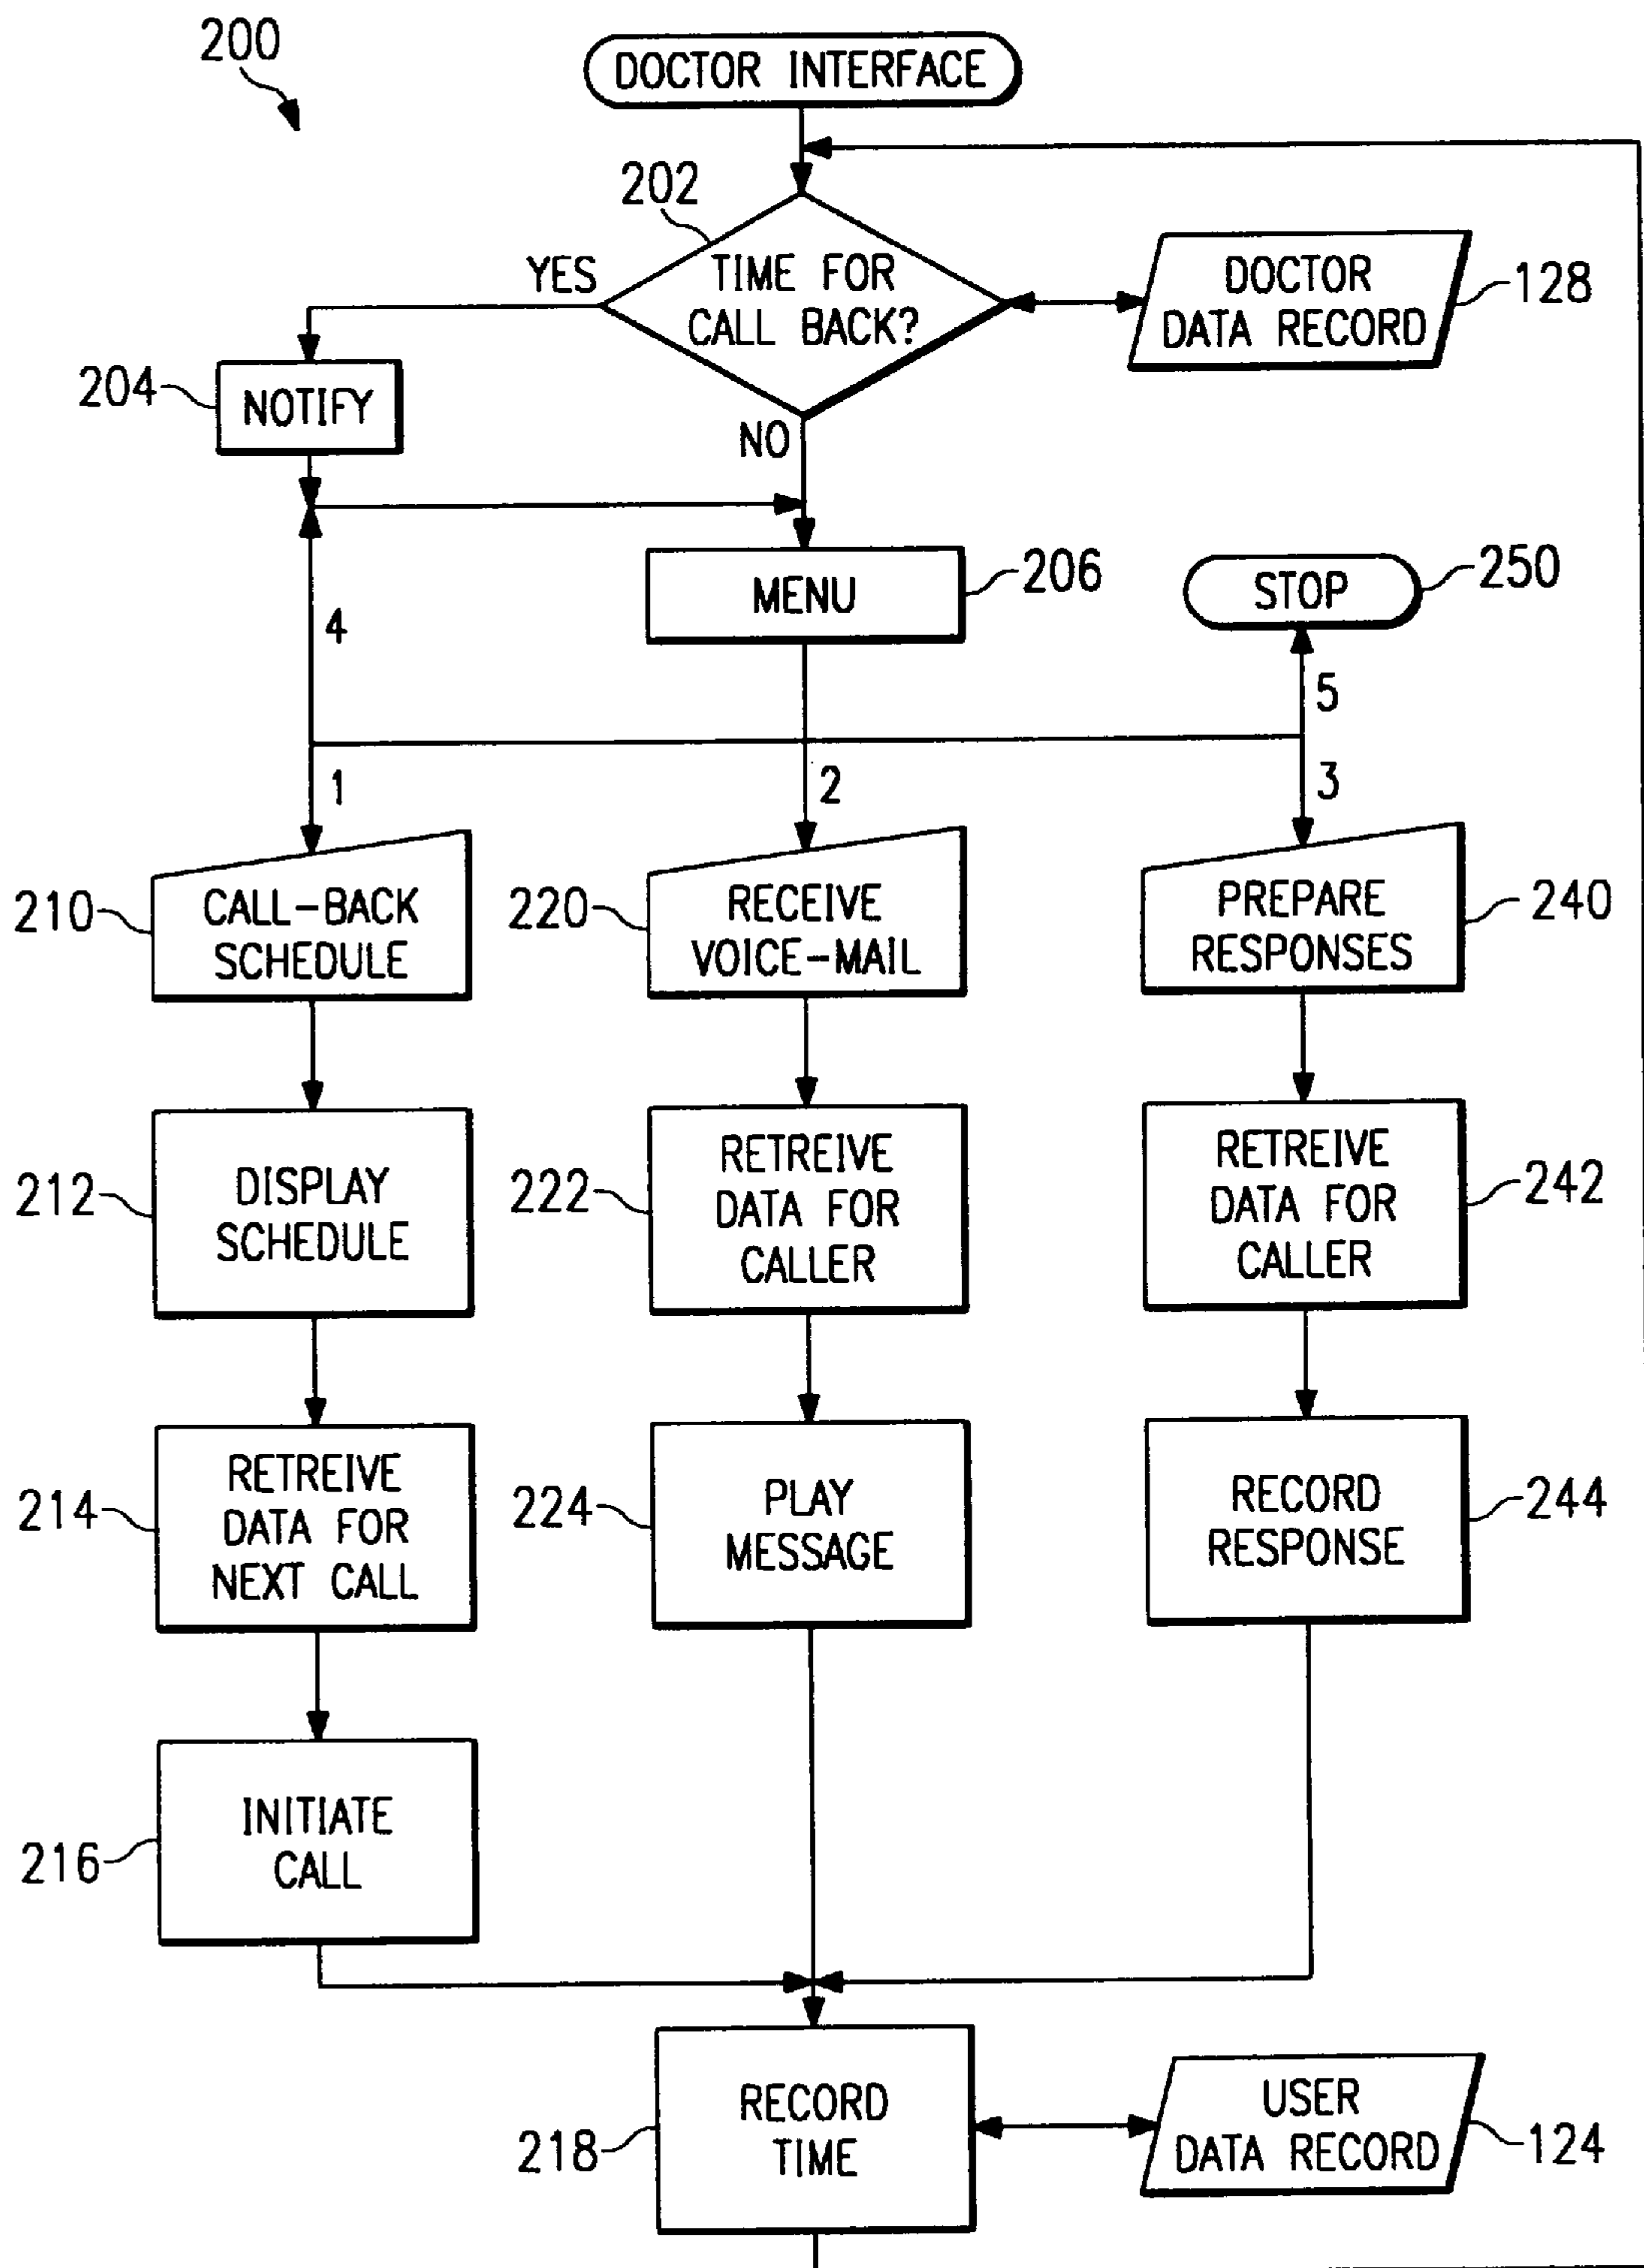 200
DOCTOR INTERFACE
202
YES
TIME FOR
CALL BACK?
DOCTOR
DATA RECORD
128
204
NOTIFY
NO
MENU
206
STOP
250
4
5
1
2
3
210
CALL-BACK
SCHEDULE
220
RECEIVE
VOICE-MAIL
PREPARE
RESPONSES
240
212
DISPLAY
SCHEDULE
222
RETREIVE
DATA FOR
CALLER
RETREIVE
DATA FOR
CALLER
242
214
RETREIVE
DATA FOR
NEXT CALL
224
PLAY
MESSAGE
RECORD
RESPONSE
244
216
INITIATE
CALL
218
RECORD
TIME
USER
DATA RECORD
124